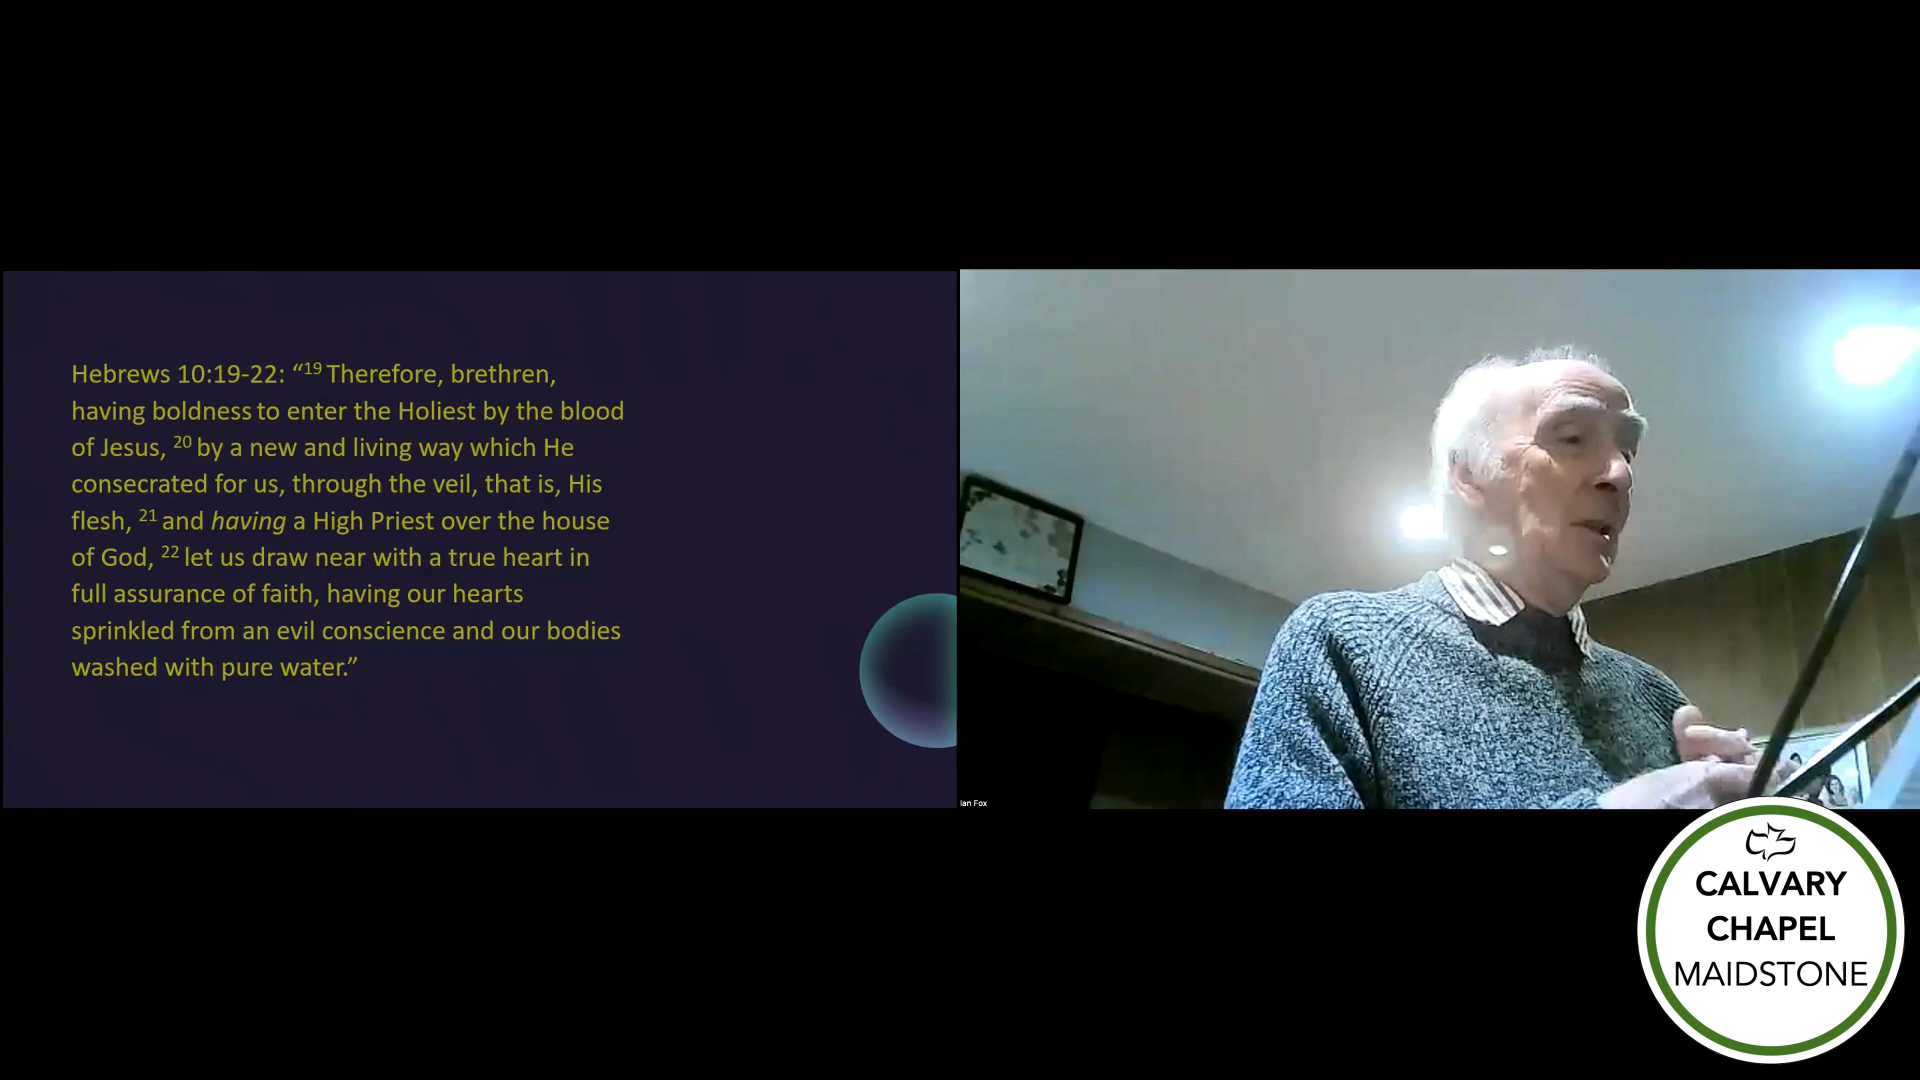 Hebrews 10:19-22: “19 Therefore, brethren,
having boldness to enter the Holiest by the blood
of Jesus, 20 by a new and living way which He
consecrated for us, through the veil, that is, His
flesh, 21 and having a High Priest over the house
of God, 22 let us draw near with a true heart in
full assurance of faith, having our hearts
sprinkled from an evil conscience and our bodies
washed with pure water.”
Ian Fox
CALVARY
CHAPEL
MAIDSTONE